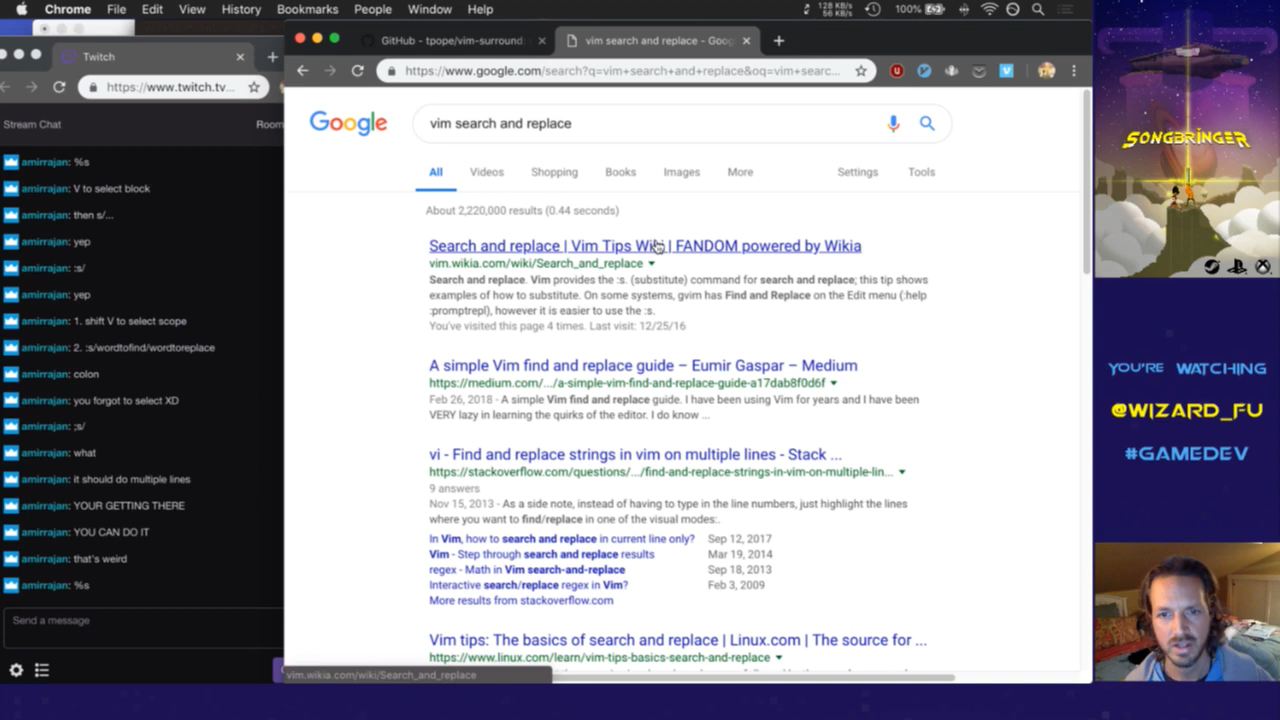 Chrome File Edit View History Bookmarks People Window Help
128 KB/s
56 KB/s
100%
Twitch
https://www.twitch.tv...
Stream Chat
Room
amirrajan: %s
amirrajan: V to select block
amirrajan: then s/...
amirrajan: yep
amirrajan: :s/
amirrajan: yep
amirrajan: 1. shift V to select scope
amirrajan: 2. :s/wordtofind/wordtoreplace
amirrajan: colon
amirrajan: you forgot to select XD
amirrajan: ;s/
amirrajan: what
amirrajan: it should do multiple lines
amirrajan: YOUR GETTING THERE
amirrajan: YOU CAN DO IT
amirrajan: that's weird
amirrajan: %s
Send a message
GitHub - tpope/vim-surround:
vim search and replace - Goog
https://www.google.com/search?q=vim+search+and+replace&oq=vim+searc...
Google
vim search and replace
All Videos Shopping Books Images More Settings Tools
About 2,220,000 results (0.44 seconds)
Search and replace | Vim Tips Wiki | FANDOM powered by Wikia
vim.wikia.com/wiki/Search_and_replace
Search and replace. Vim provides the :s. (substitute) command for search and replace; this tip shows
examples of how to substitute. On some systems, gvim has Find and Replace on the Edit menu (:help
:promptrepl), however it is easier to use the :s.
You've visited this page 4 times. Last visit: 12/25/16
A simple Vim find and replace guide – Eumir Gaspar – Medium
https://medium.com/.../a-simple-vim-find-and-replace-guide-a17dab8f0d6f
Feb 26, 2018 - A simple Vim find and replace guide. I have been using Vim for years and I have been
VERY lazy in learning the quirks of the editor. I do know ...
vi - Find and replace strings in vim on multiple lines - Stack ...
https://stackoverflow.com/questions/.../find-and-replace-strings-in-vim-on-multiple-lin...
9 answers
Nov 15, 2013 - As a side note, instead of having to type in the line numbers, just highlight the lines
where you want to find/replace in one of the visual modes:.
In Vim, how to search and replace in current line only? Sep 12, 2017
Vim - Step through search and replace results Mar 19, 2014
regex - Math in Vim search-and-replace Sep 18, 2013
Interactive search/replace regex in Vim? Feb 3, 2009
More results from stackoverflow.com
Vim tips: The basics of search and replace | Linux.com | The source for ...
https://www.linux.com/learn/vim-tips-basics-search-and-replace
vim.wikia.com/wiki/Search_and_replace
SONGBRINGER
YOU'RE WATCHING
@WIZARD_FU
#GAMEDEV